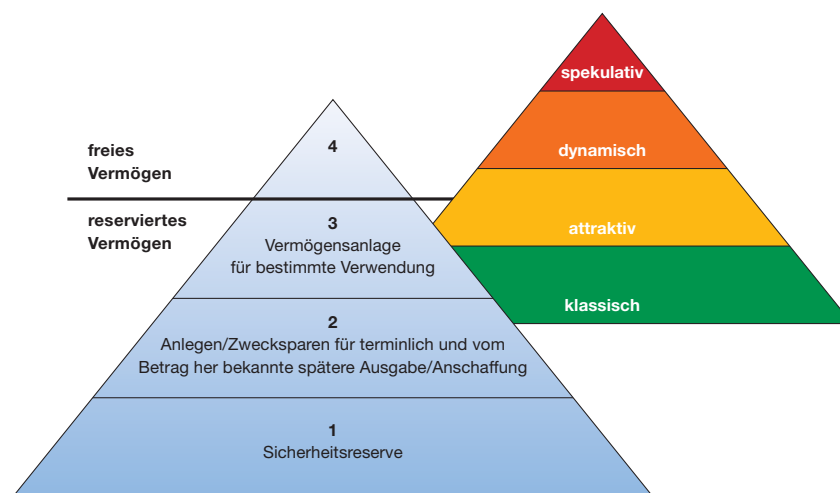 freies
Vermögen
reserviertes
Vermögen
4
3
Vermögensanlage
für bestimmte Verwendung
2
Anlegen/Zwecksparen für terminlich und vom
Betrag her bekannte spätere Ausgabe/Anschaffung
1
Sicherheitsreserve
spekulativ
dynamisch
attraktiv
klassisch